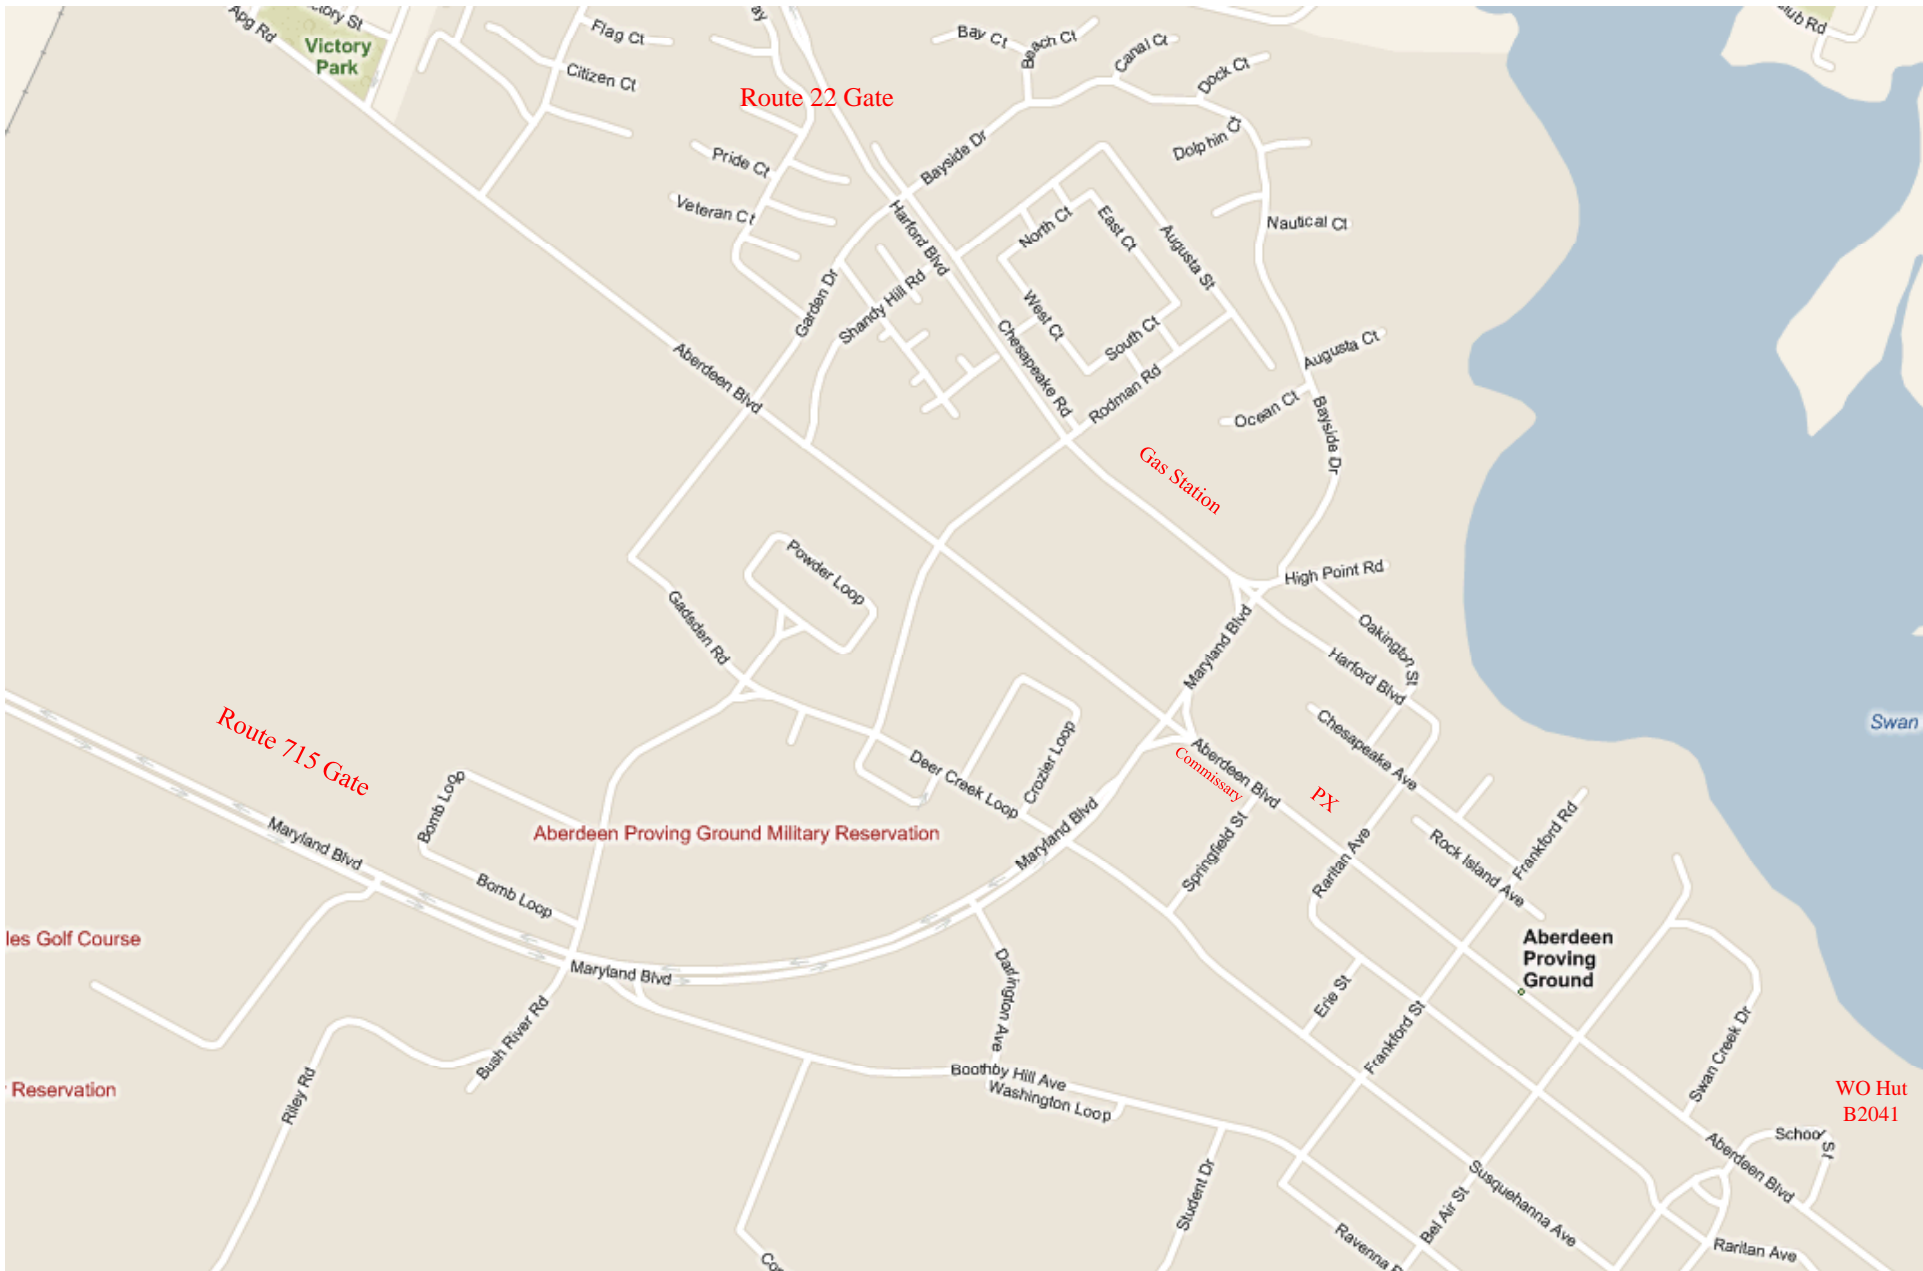 Apg Rd
ctory St
Victory
Park
Flag Ct
Citizen Ct
ay
Route 22 Gate
Pride Ct
Veteran Ct
Bay Ct
Beach Ct
Canal Ct
Dock Ct
Dolphin Ct
Bayside Dr
Nautical Ct
lub Rd
Harford Blvd
North Ct
East Ct
Augusta St
West Ct
South Ct
Garden Dr
Shandy Hill Rd
Chesapeake Rd
Rodman Rd
Augusta Ct
Ocean Ct
Bayside Dr
Aberdeen Blvd
Gas Station
High Point Rd
Powder Loop
Gadsden Rd
Maryland Blvd
Oakington St
Harford Blvd
Route 715 Gate
Swan
Chesapeake Ave
Crozier Loop
Deer Creek Loop
Aberdeen Blvd
Commissary
PX
Bomb Loop
Aberdeen Proving Ground Military Reservation
Maryland Blvd
Maryland Blvd
Springfield St
Raritan Ave
Rock Island Ave
Frankford Rd
Bomb Loop
les Golf Course
Maryland Blvd
Aberdeen
Proving
Ground
Darlington Ave
Erie St
Frankford St
Bush River Rd
Riley Rd
Reservation
Boothby Hill Ave
Washington Loop
Swan Creek Dr
WO Hut
B2041
School St
Aberdeen Blvd
Student Dr
Susquehanna Ave
Bel Air St
Ravenna R
Raritan Ave
Co